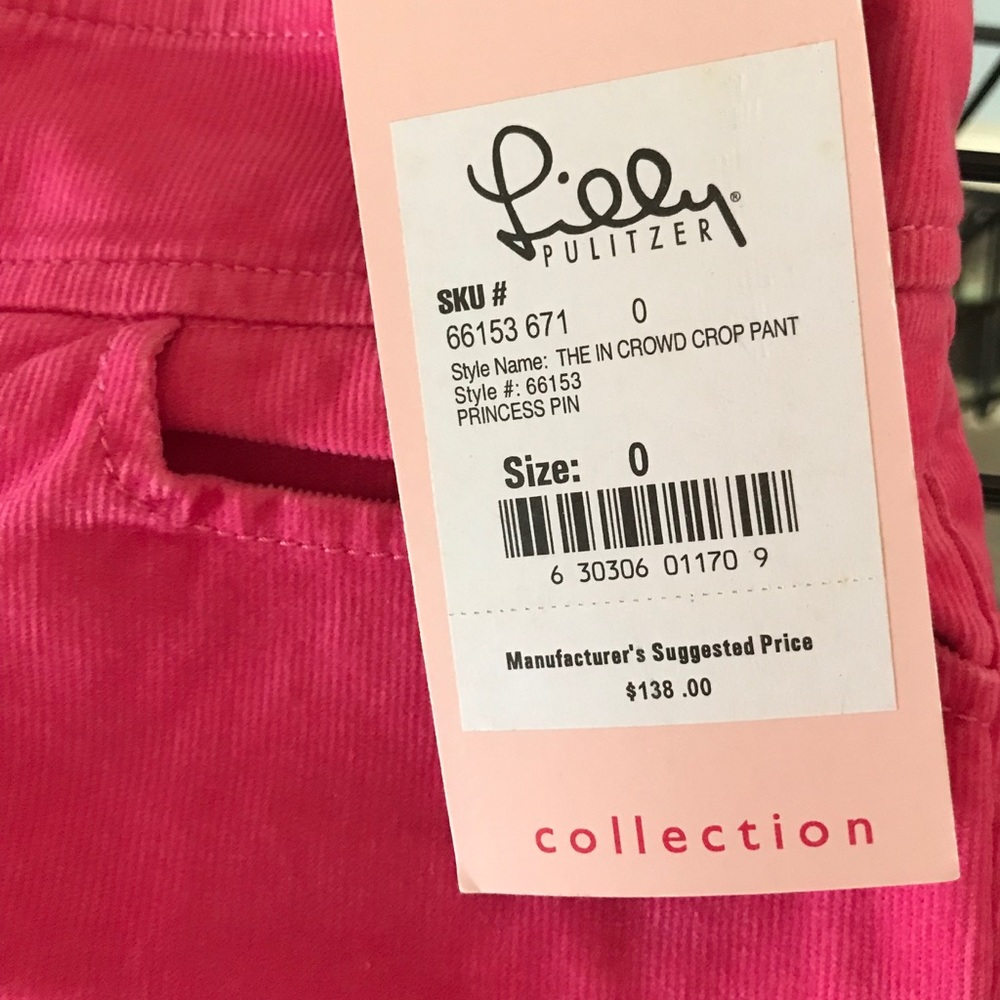 Lilly®
PULITZER
SKU #
66153 671 0
Style Name: THE IN CROWD CROP PANT
Style #: 66153
PRINCESS PIN
Size: 0
6 30306 01170 9
Manufacturer's Suggested Price
$138 .00
collection